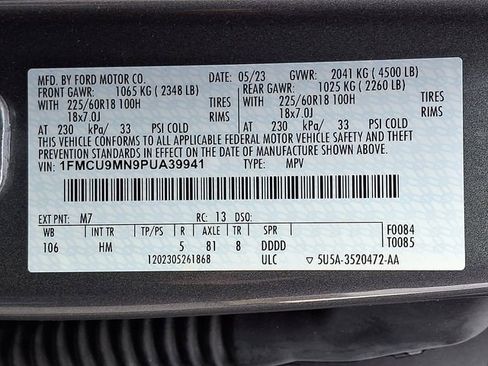 MFD. BY FORD MOTOR CO. DATE: 05/23 GVWR: 2041 KG ( 4500 LB)
FRONT GAWR: 1065 KG ( 2348 LB) REAR GAWR: 1025 KG ( 2260 LB)
WITH 225/60R18 100H TIRES WITH 225/60R18 100H TIRES
18x7.0J RIMS 18x7.0J RIMS
AT 230 kPa/ 33 PSI COLD AT 230 kPa/ 33 PSI COLD
THIS VEHICLE CONFORMS TO ALL APPLICABLE FEDERAL MOTOR VEHICLE SAFETY, BUMPER, AND
THEFT PREVENTION STANDARDS IN EFFECT ON THE DATE OF MANUFACTURE SHOWN ABOVE.
VIN: 1FMCU9MN9PUA39941 TYPE: MPV
EXT PNT: M7 RC: 13 DSO: F0084
WB INT TR TP/PS R AXLE TR SPR T0085
106 HM 5 81 8 DDDD
1202305261868 ULC ▽ 5U5A-3520472-AA